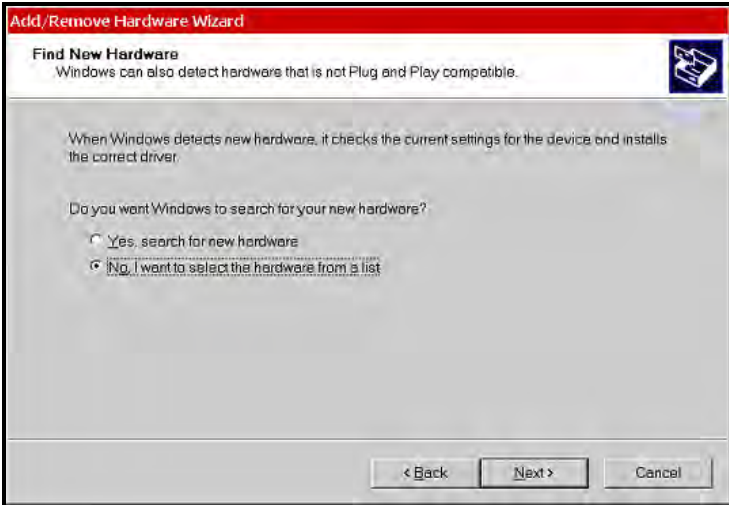 Add/Remove Hardware Wizard
Find New Hardware
Windows can also detect hardware that is not Plug and Play compatible.
When Windows detects new hardware, it checks the current settings for the device and installs
the correct driver.
Do you want Windows to search for your new hardware?
Yes, search for new hardware
No, I want to select the hardware from a list
< Back
Next >
Cancel